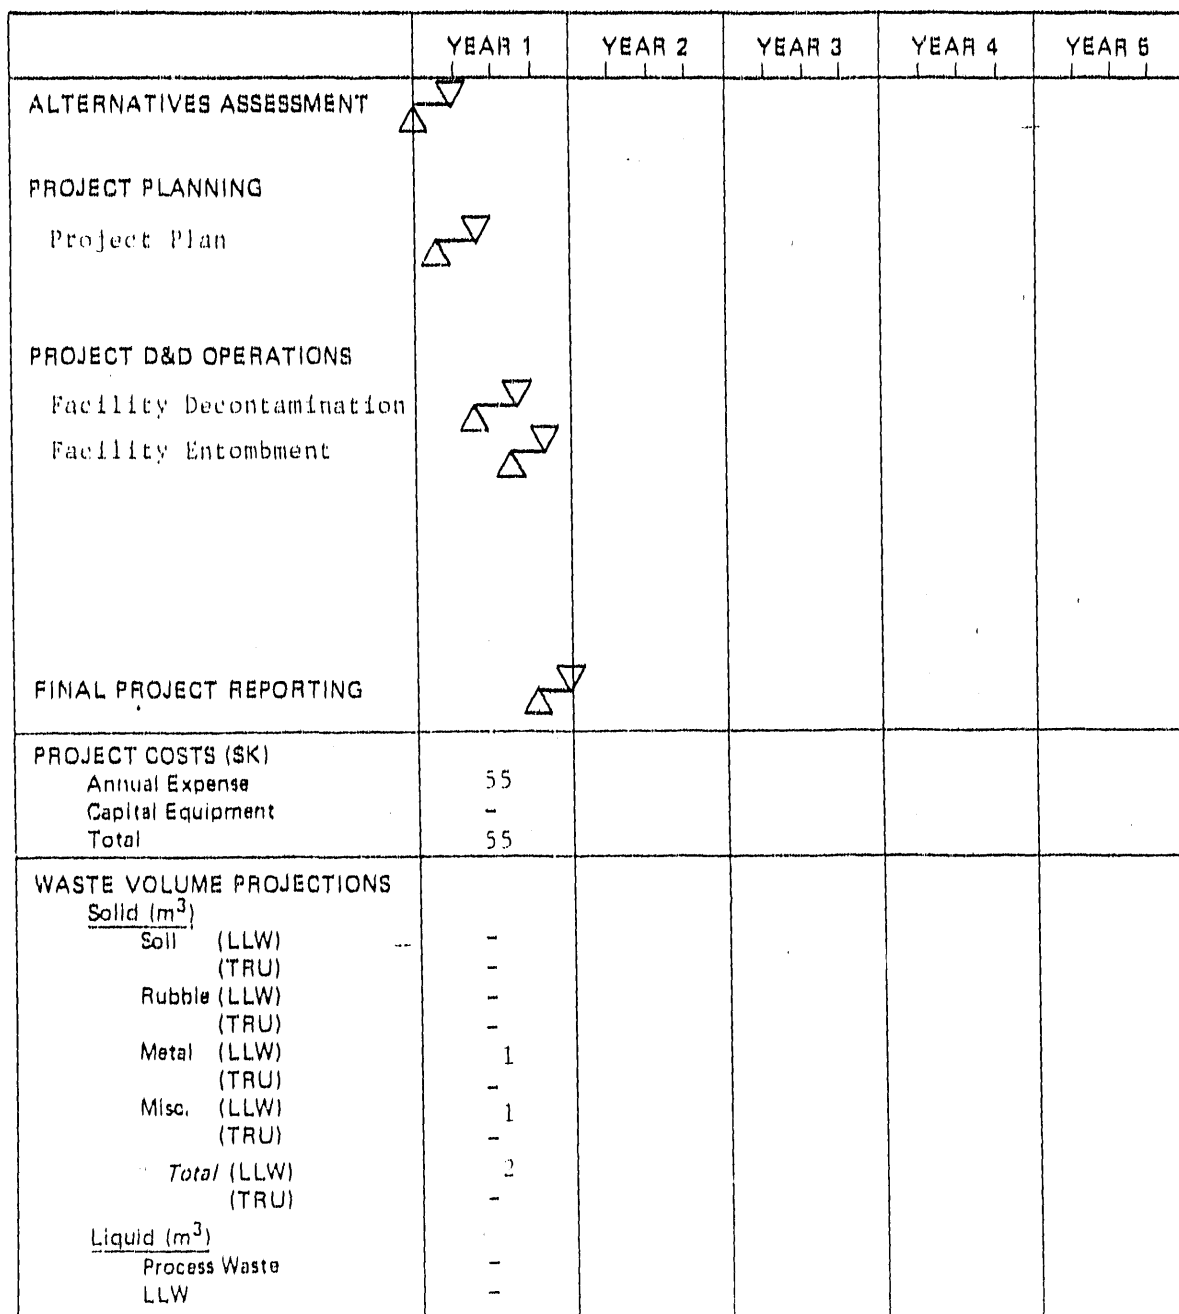 YEAR 1 YEAR 2 YEAR 3 YEAR 4 YEAR 5
ALTERNATIVES ASSESSMENT
PROJECT PLANNING
Project Plan
PROJECT D&D OPERATIONS
Facility Decontamination
Facility Entombment
FINAL PROJECT REPORTING
PROJECT COSTS ($K)
Annual Expense 55
Capital Equipment -
Total 55
WASTE VOLUME PROJECTIONS
Solid (m³)
Soil (LLW) -
(TRU) -
Rubble (LLW) -
(TRU) -
Metal (LLW) 1
(TRU) -
Misc. (LLW) 1
(TRU) -
Total (LLW) 2
(TRU) -
Liquid (m³)
Process Waste -
LLW -